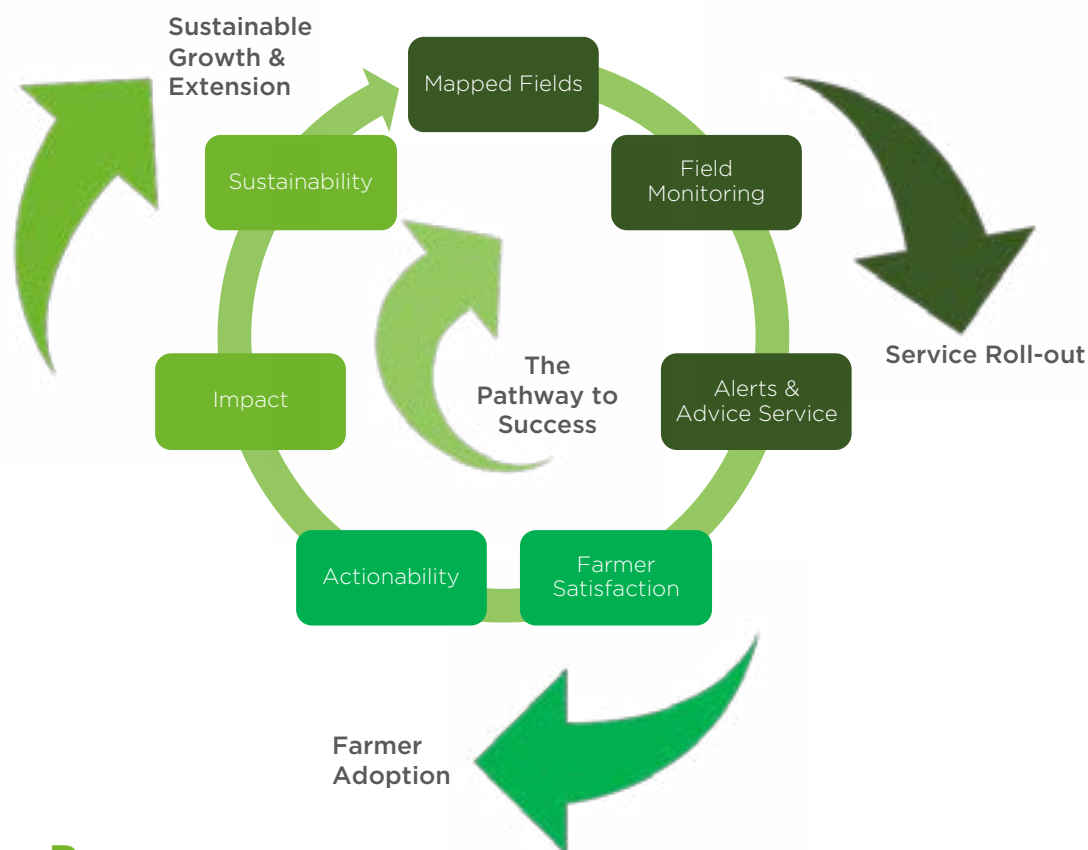 Sustainable
Growth &
Extension
Mapped Fields
Field
Monitoring
Sustainability
Service Roll-out
The
Pathway to
Success
Alerts &
Advice Service
Impact
Farmer
Satisfaction
Actionability
Farmer
Adoption